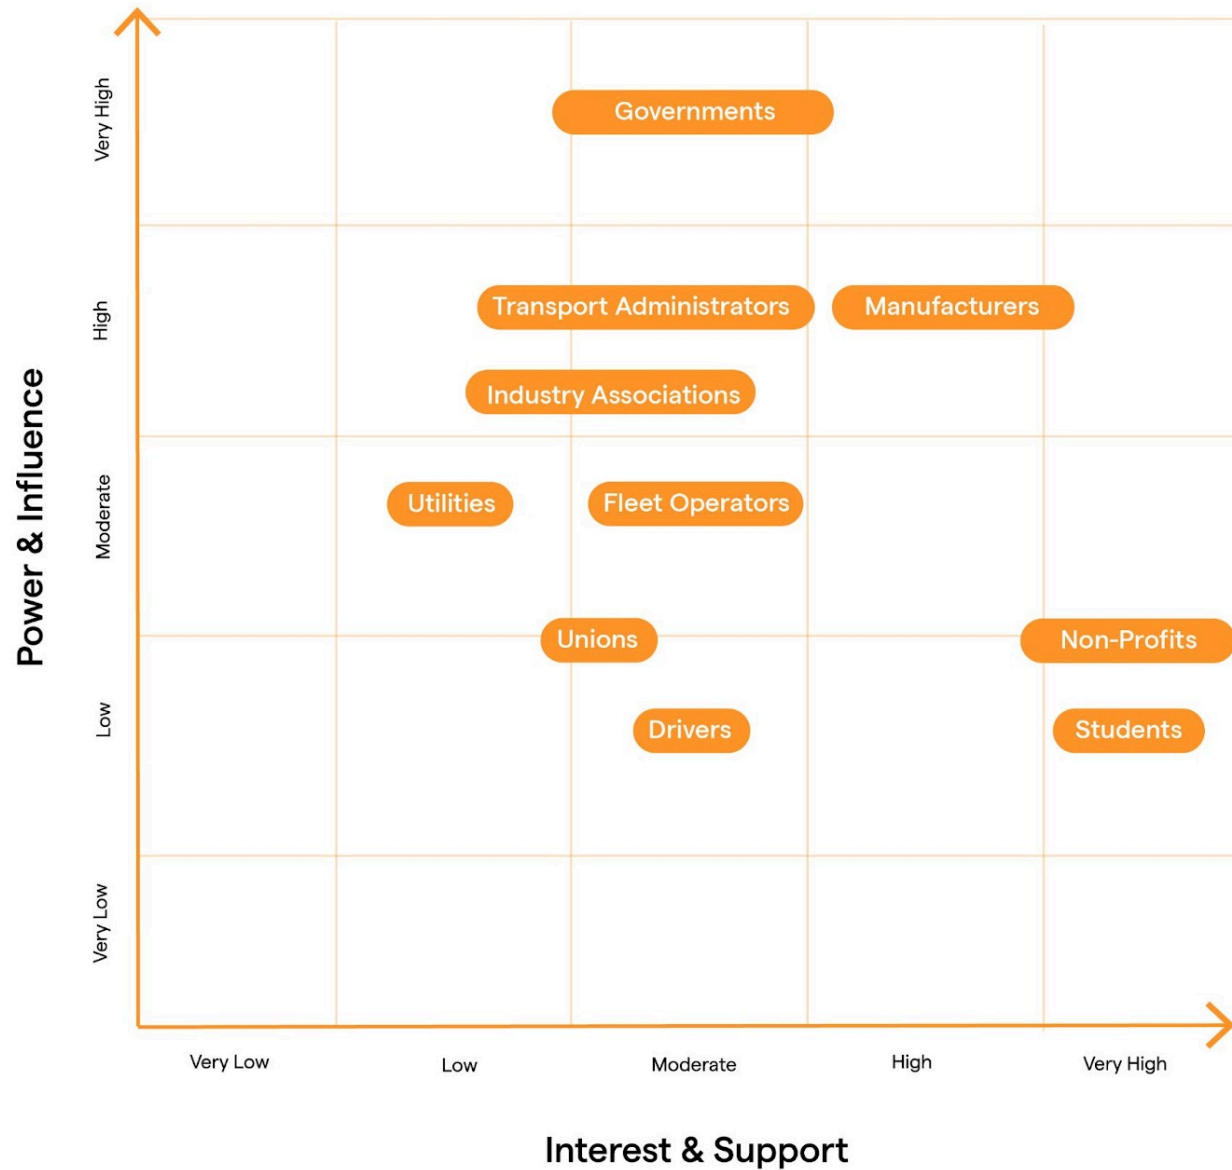 Power & Influence
Very High
High
Moderate
Low
Very Low
Governments
Transport Administrators
Manufacturers
Industry Associations
Utilities
Fleet Operators
Unions
Non-Profits
Drivers
Students
Very Low
Low
Moderate
High
Very High
Interest & Support